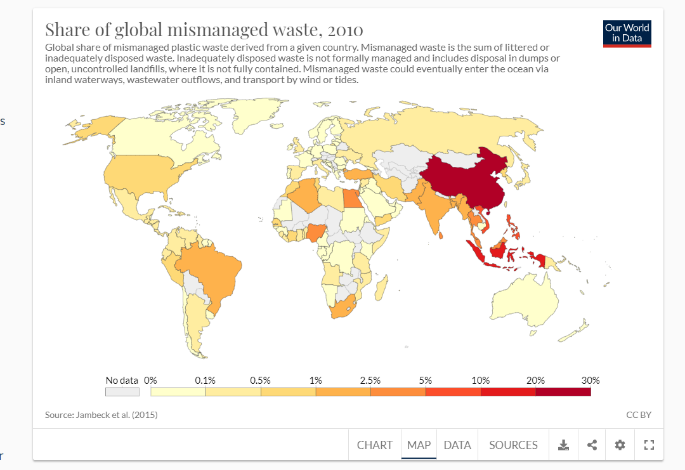 Share of global mismanaged waste, 2010
Our World
in Data
Global share of mismanaged plastic waste derived from a given country. Mismanaged waste is the sum of littered or
inadequately disposed waste. Inadequately disposed waste is not formally managed and includes disposal in dumps or
open, uncontrolled landfills, where it is not fully contained. Mismanaged waste could eventually enter the ocean via
inland waterways, wastewater outflows, and transport by wind or tides.
s
No data 0% 0.1% 0.5% 1% 2.5% 5% 10% 20% 30%
Source: Jambeck et al. (2015) CC BY
CHART MAP DATA SOURCES
r